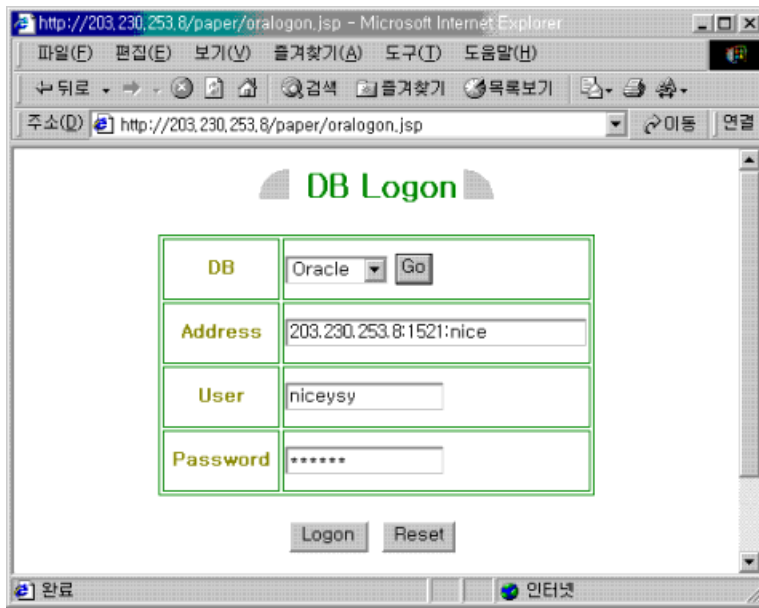 http://203,230,253,8/paper/oralogon,jsp - Microsoft Internet Explorer
파일(F) 편집(E) 보기(V) 즐겨찾기(A) 도구(T) 도움말(H)
뒤로 검색 즐겨찾기 목록보기
주소(D) http://203,230,253,8/paper/oralogon,jsp 이동 연결
DB Logon
DB Oracle Go
Address 203.230.253.8:1521:nice
User niceysy
Password ******
Logon Reset
완료 인터넷